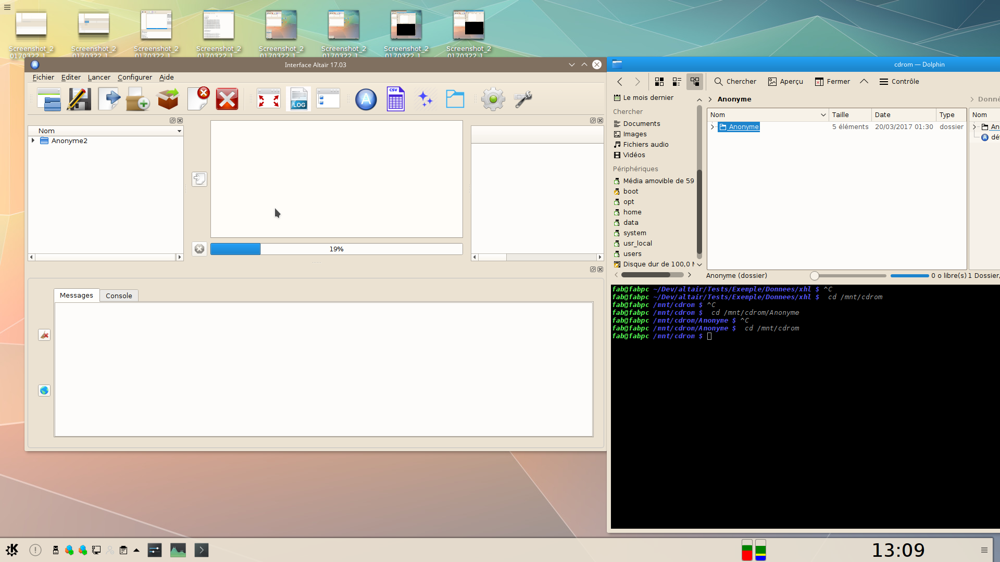 Screenshot_2 Screenshot_2 Screenshot_2 Screenshot_2 Screenshot_2 Screenshot_2 Screenshot_2 Screenshot_2
0170322_1 0170322_1 0170322_1 0170322_1 0170322_1 0170322_1 0170322_1 0170322_1
Interface Altaïr 17.03
Fichier Editer Lancer Configurer Aide
LOG
A
CSV
Nom
Anonyme2
19%
Messages Console
cdrom — Dolphin
Chercher Aperçu Fermer Contrôle
Le mois dernier
Chercher
Documents
Images
Fichiers audio
Vidéos
Périphériques
Média amovible de 59
boot
opt
home
data
system
usr_local
users
Disque dur de 100,0
Anonyme
Nom Taille Date Type
Anonyme 5 éléments 20/03/2017 01:30 dossier
Anonyme (dossier) 0 o libre(s) 1 Dossier,
Donné
Nom
An
dé
fab@fabpc ~/Dev/altair/Tests/Exemple/Donnees/xhl $ ^C
fab@fabpc ~/Dev/altair/Tests/Exemple/Donnees/xhl $  cd /mnt/cdrom
fab@fabpc /mnt/cdrom $ ^C
fab@fabpc /mnt/cdrom $  cd /mnt/cdrom/Anonyme
fab@fabpc /mnt/cdrom/Anonyme $ ^C
fab@fabpc /mnt/cdrom/Anonyme $  cd /mnt/cdrom
fab@fabpc /mnt/cdrom $
13:09